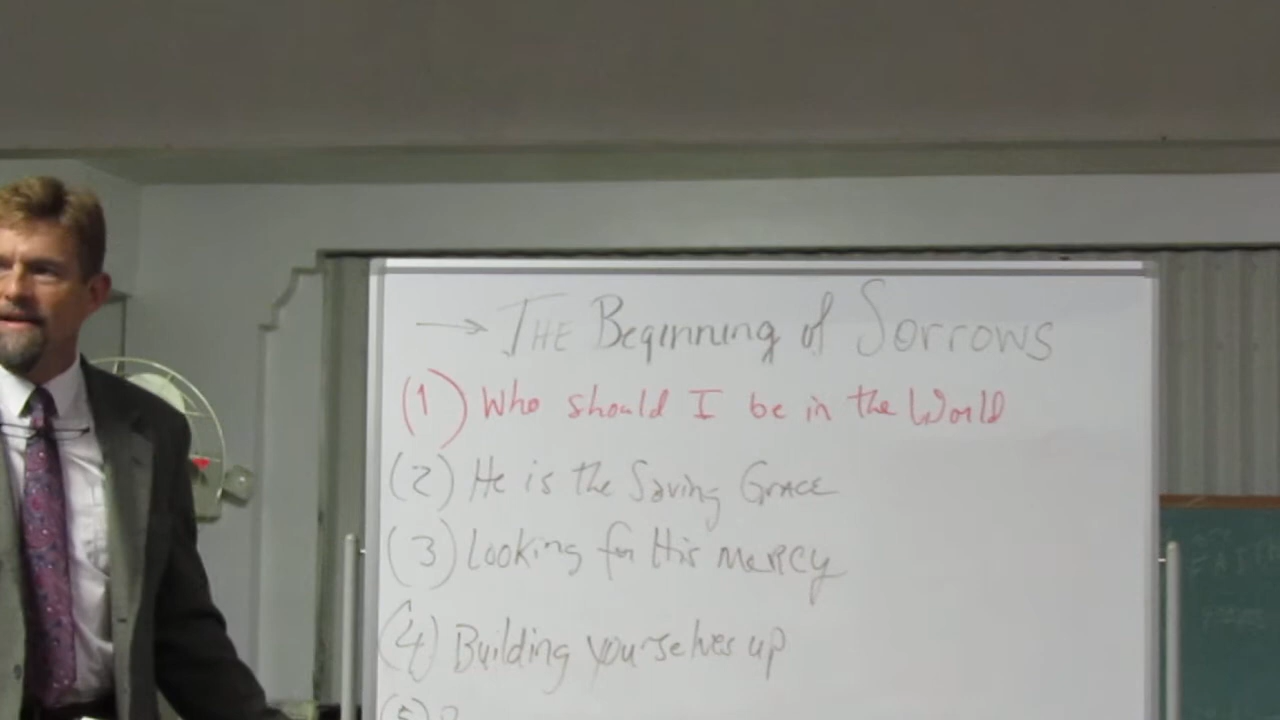 → THE Beginning of Sorrows
(1) Who should I be in the World
(2) He is the Saving GRACE
(3) Looking for His MERCY
(4) Building yourselves up
(5)